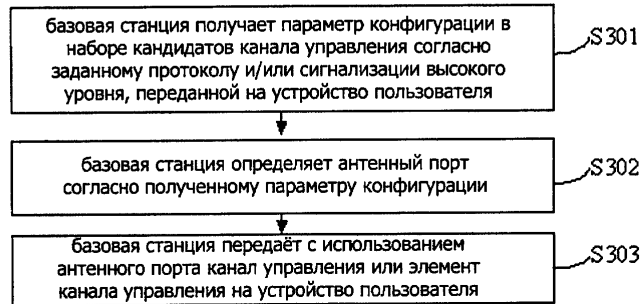 базовая станция получает параметр конфигурации в
наборе кандидатов канала управления согласно
заданному протоколу и/или сигнализации высокого
уровня, переданной на устройство пользователя
S301
базовая станция определяет антенный порт
согласно полученному параметру конфигурации
S302
базовая станция передаёт с использованием
антенного порта канал управления или элемент
канала управления на устройство пользователя
S303